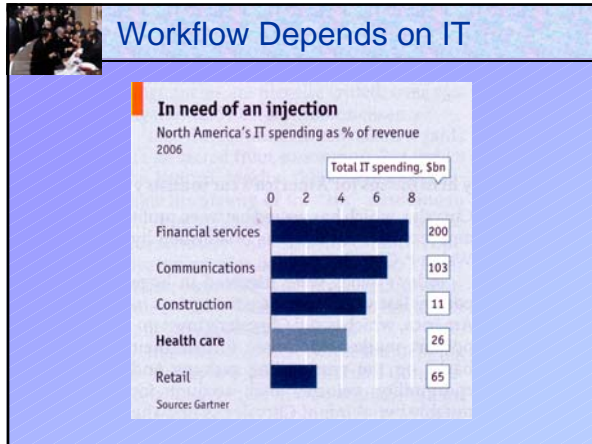 Workflow Depends on IT
In need of an injection
North America's IT spending as % of revenue
2006
Total IT spending, $bn
0 2 4 6 8
Financial services 200
Communications 103
Construction 11
Health care 26
Retail 65
Source: Gartner